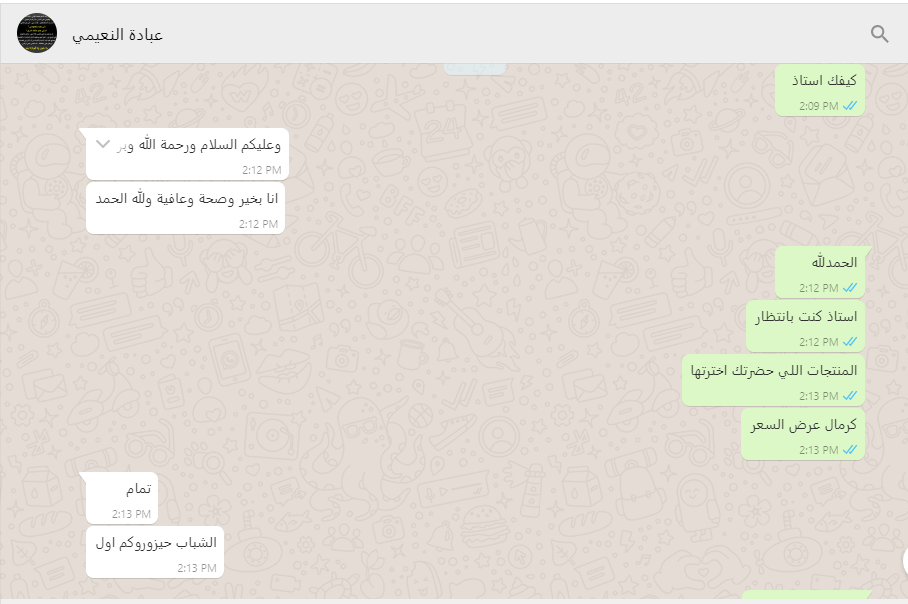 عبادة النعيمي
كيفك استاذ
2:09 PM
وعليكم السلام ورحمة الله وبر
2:12 PM
انا بخير وصحة وعافية ولله الحمد
2:12 PM
الحمدلله
2:12 PM
استاذ كنت بانتظار
2:12 PM
المنتجات اللي حضرتك اخترتها
2:13 PM
كرمال عرض السعر
2:13 PM
تمام
2:13 PM
الشباب حيزوروكم اول
2:13 PM